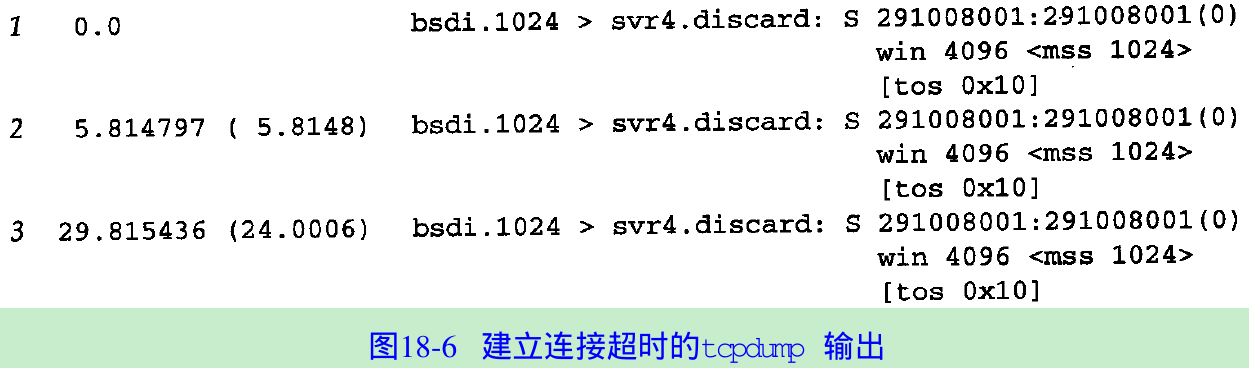 1 0.0 bsdi.1024 > svr4.discard: S 291008001:291008001(0)
win 4096 <mss 1024>
[tos 0x10]
2 5.814797 ( 5.8148) bsdi.1024 > svr4.discard: S 291008001:291008001(0)
win 4096 <mss 1024>
[tos 0x10]
3 29.815436 (24.0006) bsdi.1024 > svr4.discard: S 291008001:291008001(0)
win 4096 <mss 1024>
[tos 0x10]
图18-6 建立连接超时的tcpdump 输出